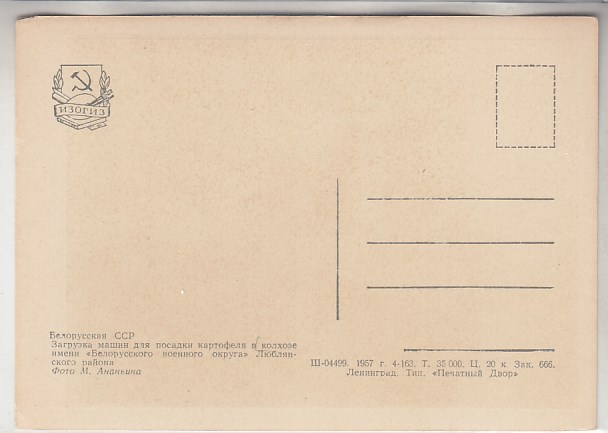 ИЗОГИЗ
Белорусская ССР
Загрузка машин для посадки картофеля в колхозе
имени «Белорусского военного округа» Люблян-
ского района
Фото М. Ананьина
Ш-04499. 1957 г. 4-163. Т. 35 000. Ц. 20 к. Зак. 666.
Ленинград. Тип. «Печатный Двор»